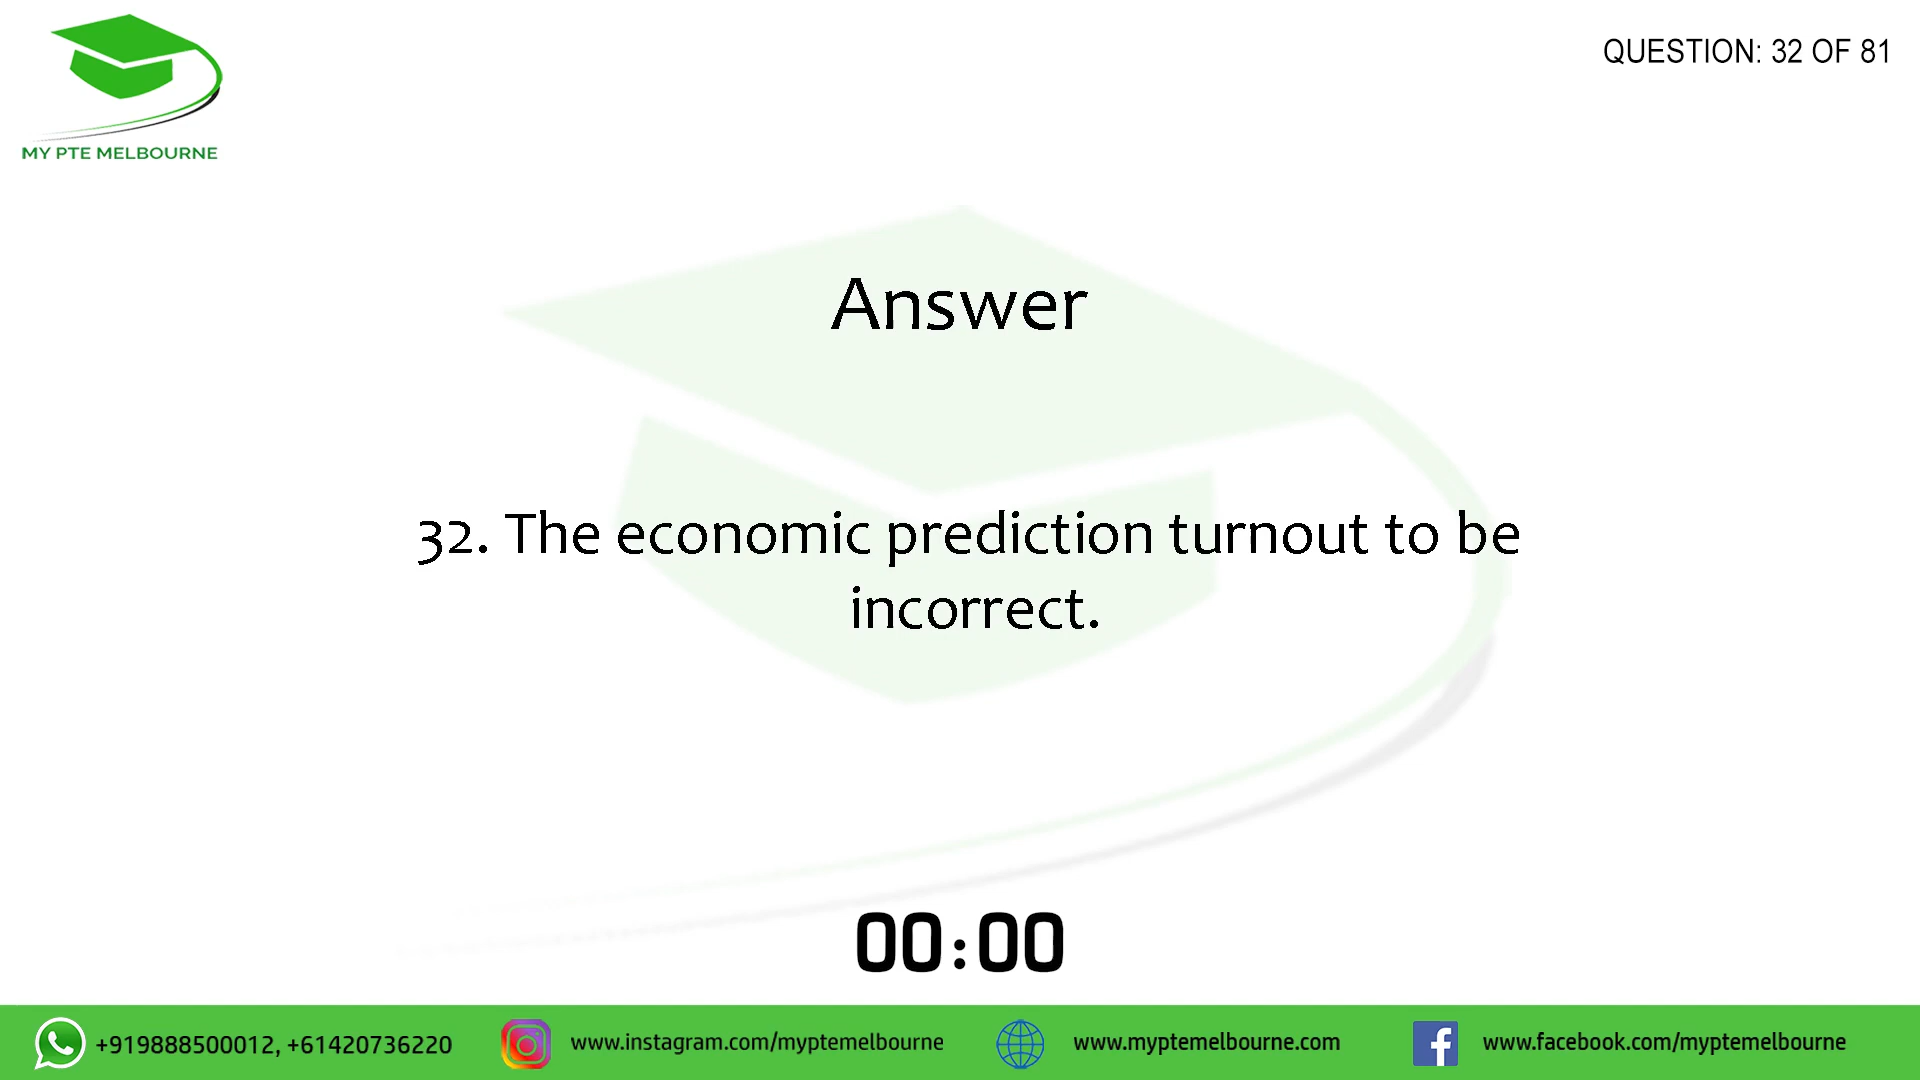 MY PTE MELBOURNE
QUESTION: 32 OF 81
Answer
32. The economic prediction turnout to be
incorrect.
00:00
+919888500012, +61420736220
www.instagram.com/myptemelbourne
www.myptemelbourne.com
www.facebook.com/myptemelbourne